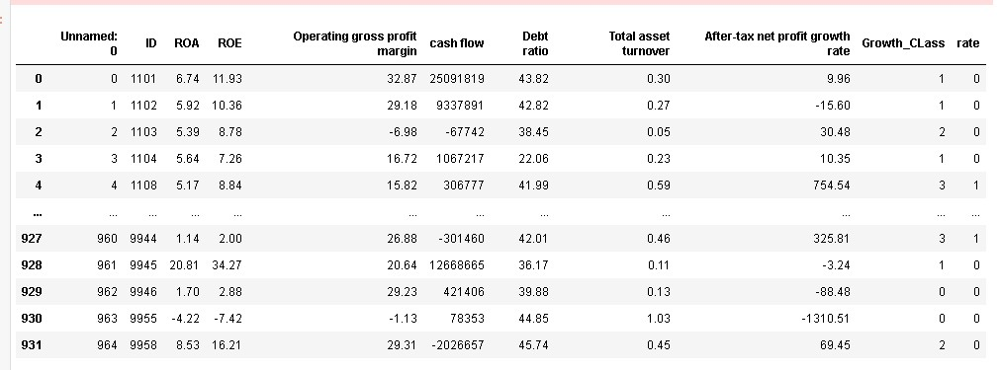 Unnamed: 0 ID ROA ROE Operating gross profit margin cash flow Debt ratio Total asset turnover After-tax net profit growth rate Growth_CLass rate
0 0 1101 6.74 11.93 32.87 25091819 43.82 0.30 9.96 1 0
1 1 1102 5.92 10.36 29.18 9337891 42.82 0.27 -15.60 1 0
2 2 1103 5.39 8.78 -6.98 -67742 38.45 0.05 30.48 2 0
3 3 1104 5.64 7.26 16.72 1067217 22.06 0.23 10.35 1 0
4 4 1108 5.17 8.84 15.82 306777 41.99 0.59 754.54 3 1
... ... ... ... ... ... ... ... ... ... ... ...
927 960 9944 1.14 2.00 26.88 -301460 42.01 0.46 325.81 3 1
928 961 9945 20.81 34.27 20.64 12668665 36.17 0.11 -3.24 1 0
929 962 9946 1.70 2.88 29.23 421406 39.88 0.13 -88.48 0 0
930 963 9955 -4.22 -7.42 -1.13 78353 44.85 1.03 -1310.51 0 0
931 964 9958 8.53 16.21 29.31 -2026657 45.74 0.45 69.45 2 0